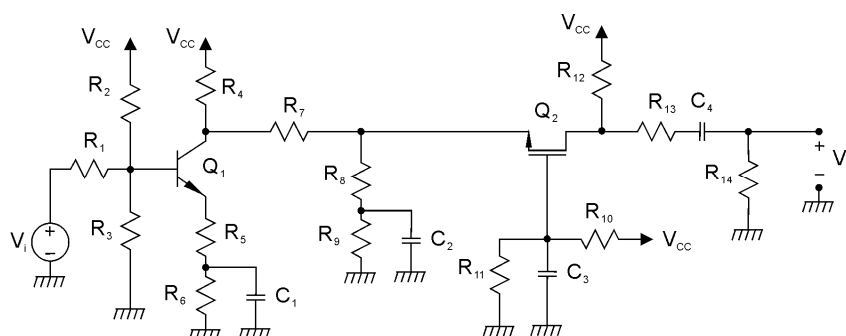 V_CC
V_CC
V_CC
R_2
R_4
R_12
R_7
Q_2
R_13
C_4
R_1
Q_1
+
V
–
R_8
R_14
V_i
+
–
R_3
R_5
R_9
C_2
R_10
V_CC
R_11
C_3
R_6
C_1